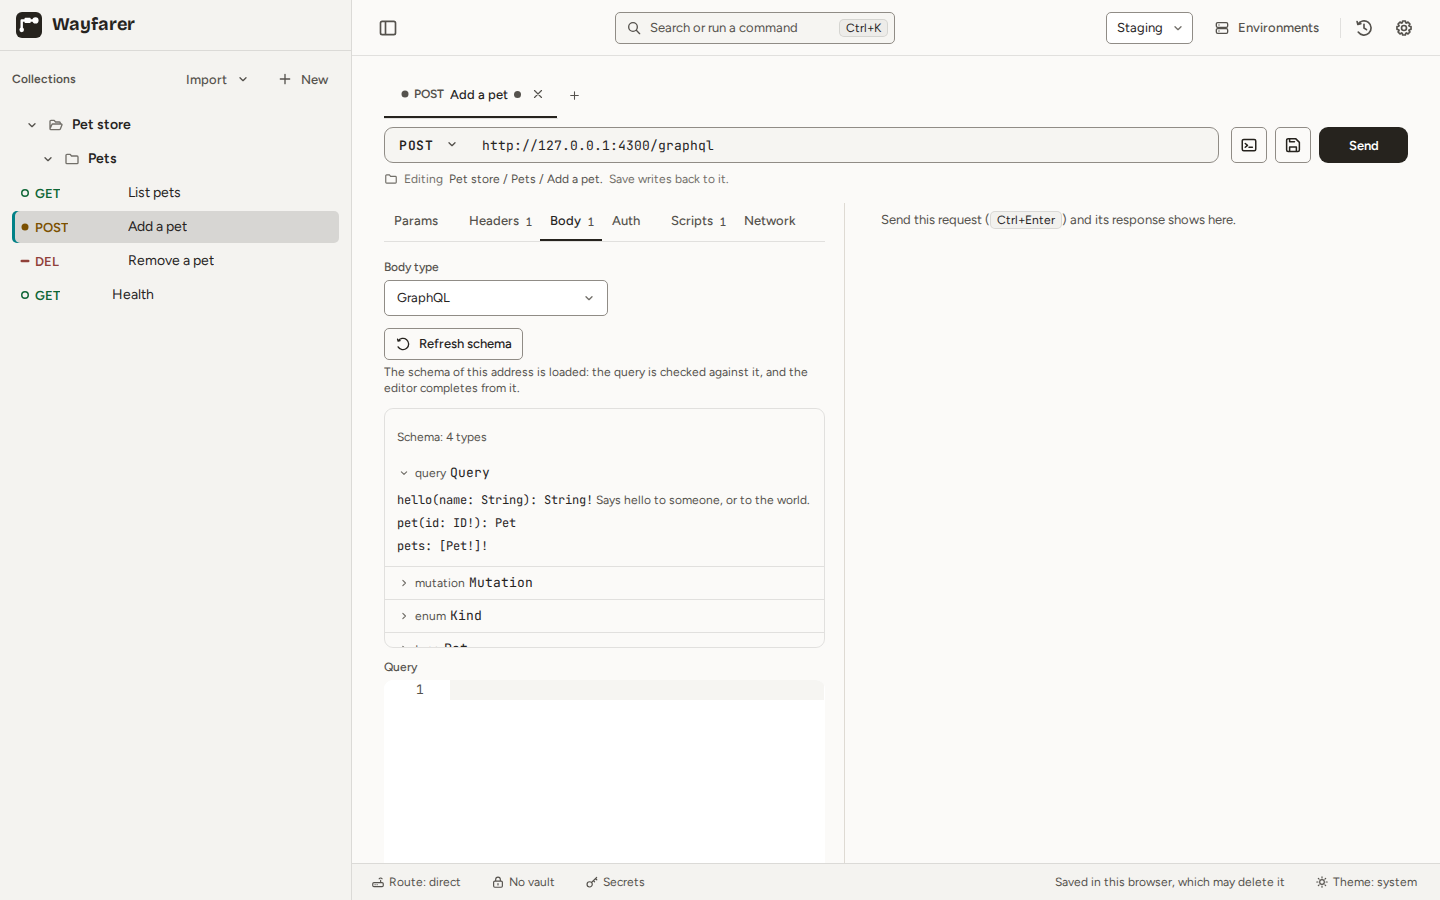 Wayfarer
Search or run a command Ctrl+K
Staging
Environments
Collections
Import
New
Pet store
Pets
GET List pets
POST Add a pet
DEL Remove a pet
GET Health
POST Add a pet
POST http://127.0.0.1:4300/graphql
Send
Editing Pet store / Pets / Add a pet. Save writes back to it.
Params Headers 1 Body 1 Auth Scripts 1 Network
Send this request (Ctrl+Enter) and its response shows here.
Body type
GraphQL
Refresh schema
The schema of this address is loaded: the query is checked against it, and the
editor completes from it.
Schema: 4 types
query Query
hello(name: String): String! Says hello to someone, or to the world.
pet(id: ID!): Pet
pets: [Pet!]!
mutation Mutation
enum Kind
Query
1
Route: direct
No vault
Secrets
Saved in this browser, which may delete it
Theme: system